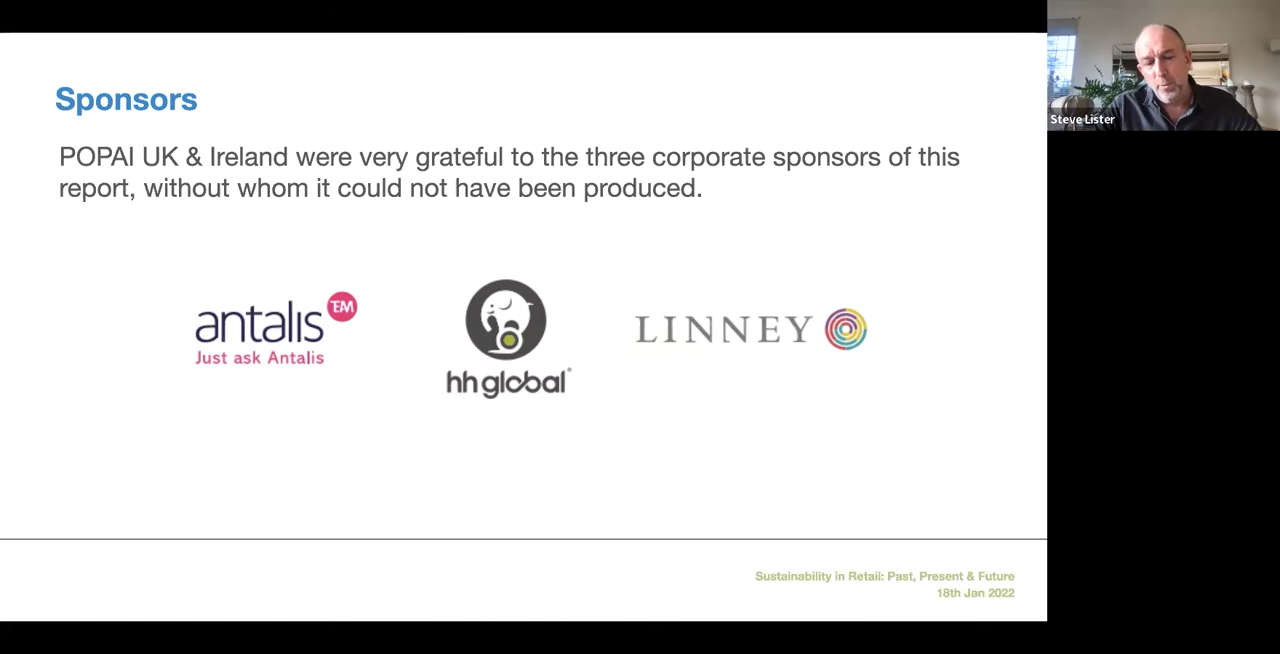 Sponsors
POPAI UK & Ireland were very grateful to the three corporate sponsors of this
report, without whom it could not have been produced.
antalis TM
Just ask Antalis
hh global
LINNEY
Sustainability in Retail: Past, Present & Future
18th Jan 2022
Steve Lister